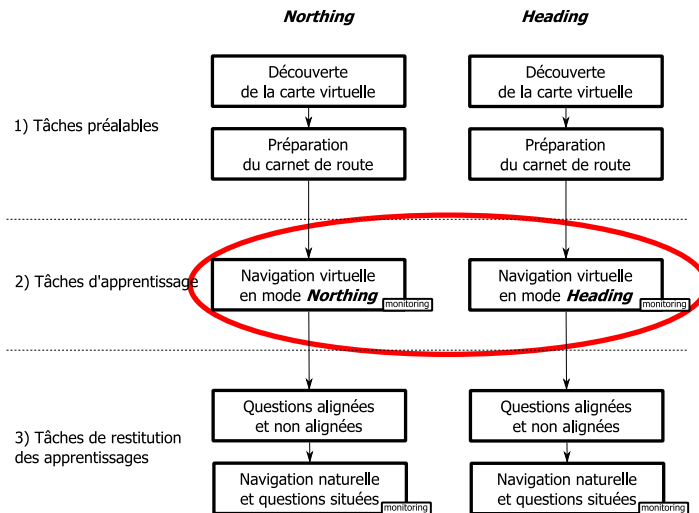 Northing
Heading
1) Tâches préalables
Découverte
de la carte virtuelle
Découverte
de la carte virtuelle
Préparation
du carnet de route
Préparation
du carnet de route
2) Tâches d'apprentissage
Navigation virtuelle
en mode Northing
monitoring
Navigation virtuelle
en mode Heading
monitoring
3) Tâches de restitution
des apprentissages
Questions alignées
et non alignées
Questions alignées
et non alignées
Navigation naturelle
et questions situées
monitoring
Navigation naturelle
et questions situées
monitoring